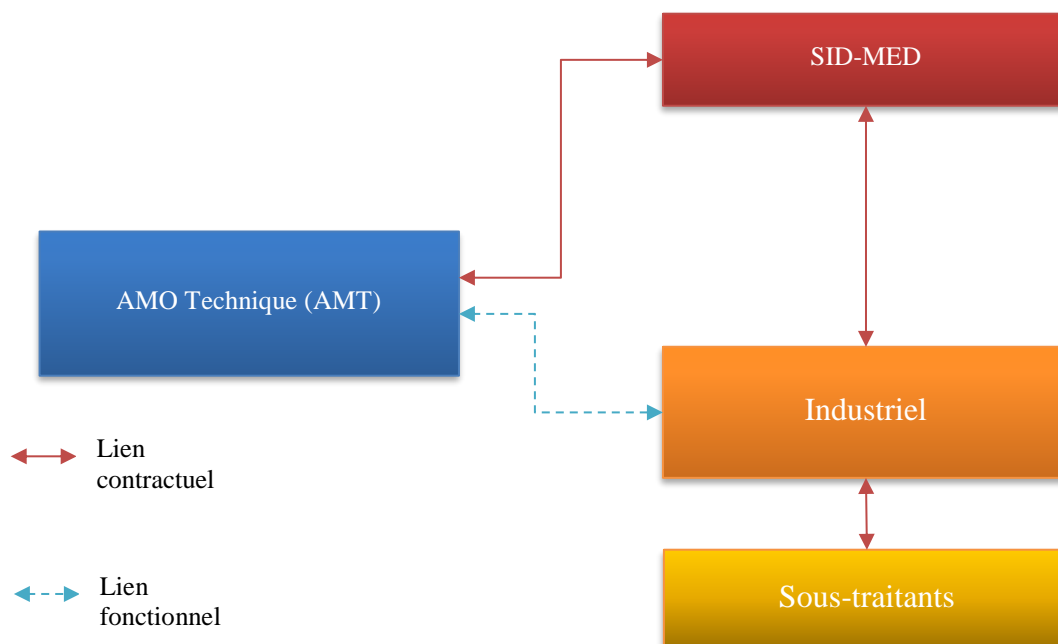 SID-MED
AMO Technique (AMT)
Industriel
Lien
contractuel
Lien
fonctionnel
Sous-traitants